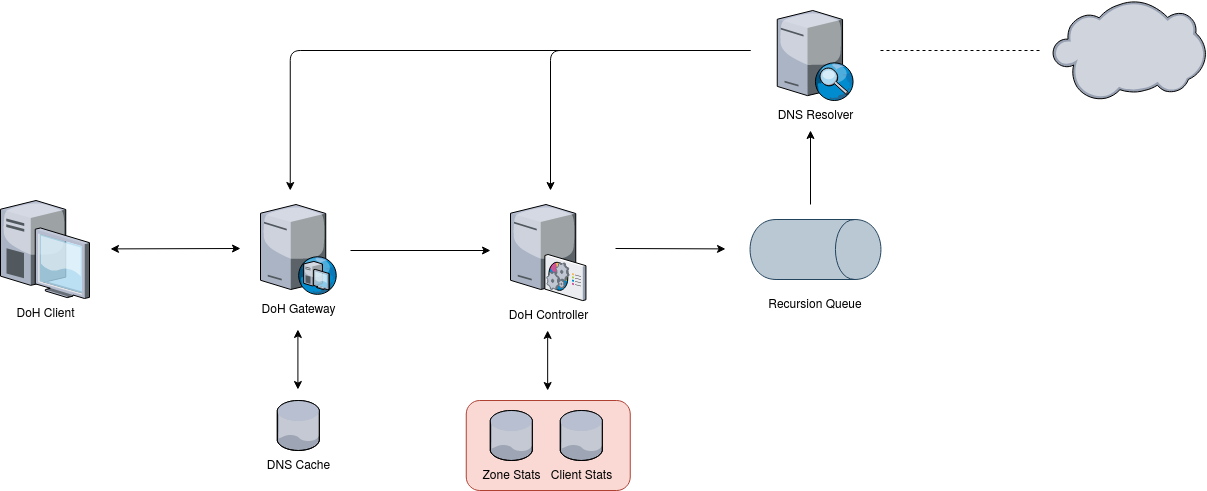 DNS Resolver
DoH Client
DoH Gateway
DoH Controller
Recursion Queue
DNS Cache
Zone Stats
Client Stats